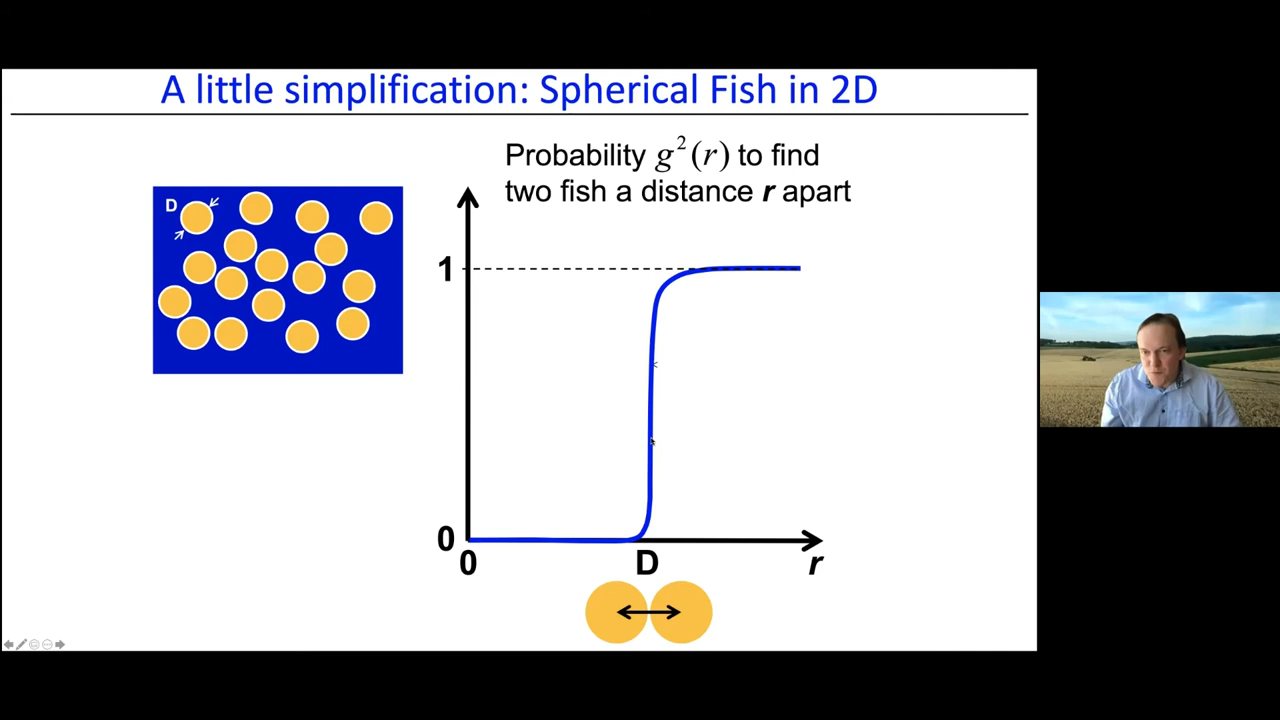 A little simplification: Spherical Fish in 2D
Probability g²(r) to find
two fish a distance r apart
D
1
0
0
D
r